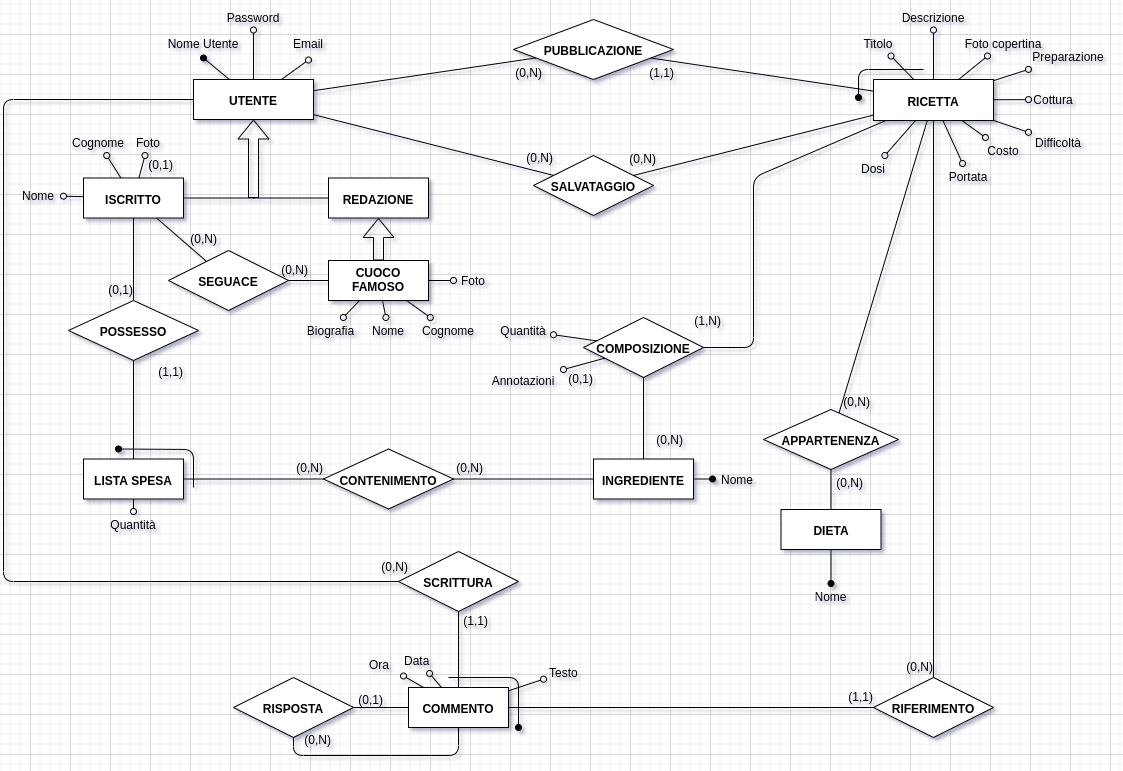 Password
Descrizione
Nome Utente
Email
Titolo
Foto copertina
PUBBLICAZIONE
Preparazione
(0,N)
(1,1)
UTENTE
RICETTA
Cottura
Difficoltà
Costo
Cognome
Foto
(0,1)
(0,N)
(0,N)
Dosi
Portata
SALVATAGGIO
Nome
ISCRITTO
REDAZIONE
(0,N)
(0,N)
SEGUACE
CUOCO
FAMOSO
Foto
(0,1)
Biografia
Nome
Cognome
POSSESSO
(1,N)
Quantità
COMPOSIZIONE
(1,1)
Annotazioni
(0,1)
(0,N)
APPARTENENZA
(0,N)
(0,N)
(0,N)
(0,N)
LISTA SPESA
CONTENIMENTO
INGREDIENTE
Nome
Quantità
DIETA
(0,N)
SCRITTURA
Nome
(1,1)
Ora
Data
Testo
(0,N)
RISPOSTA
(0,1)
COMMENTO
(1,1)
RIFERIMENTO
(0,N)